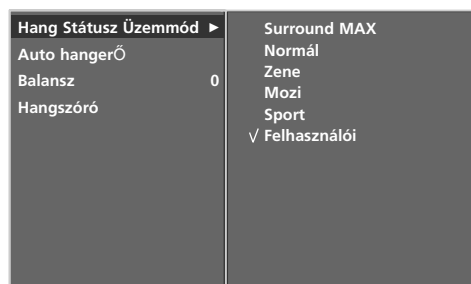 Hang Státusz Üzemmód ►
Auto hangerŐ
Balansz 0
Hangszóró
Surround MAX
Normál
Zene
Mozi
Sport
√ Felhasználói